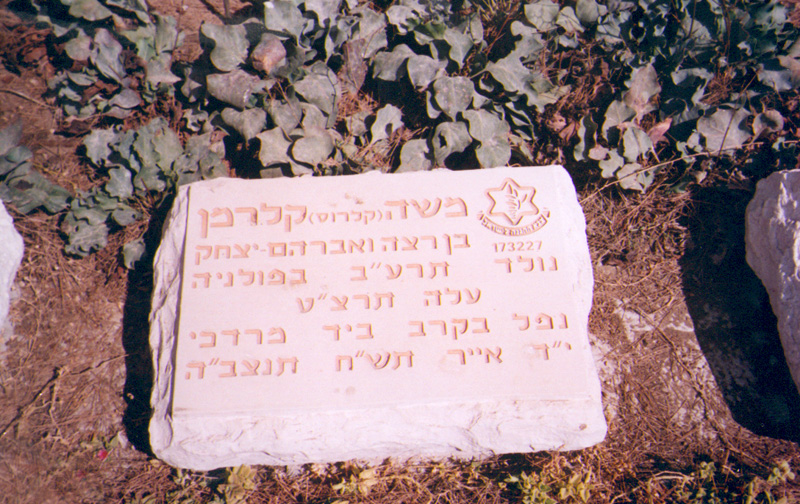 משה (קלרוס) קלרמן
173227
בן רצה ואברהם-יצחק
נולד תרע"ב בפולניה
עלה תרצ"ט
נפל בקרב ביד מרדכי
י"ד אייר תש"ח תנצב"ה